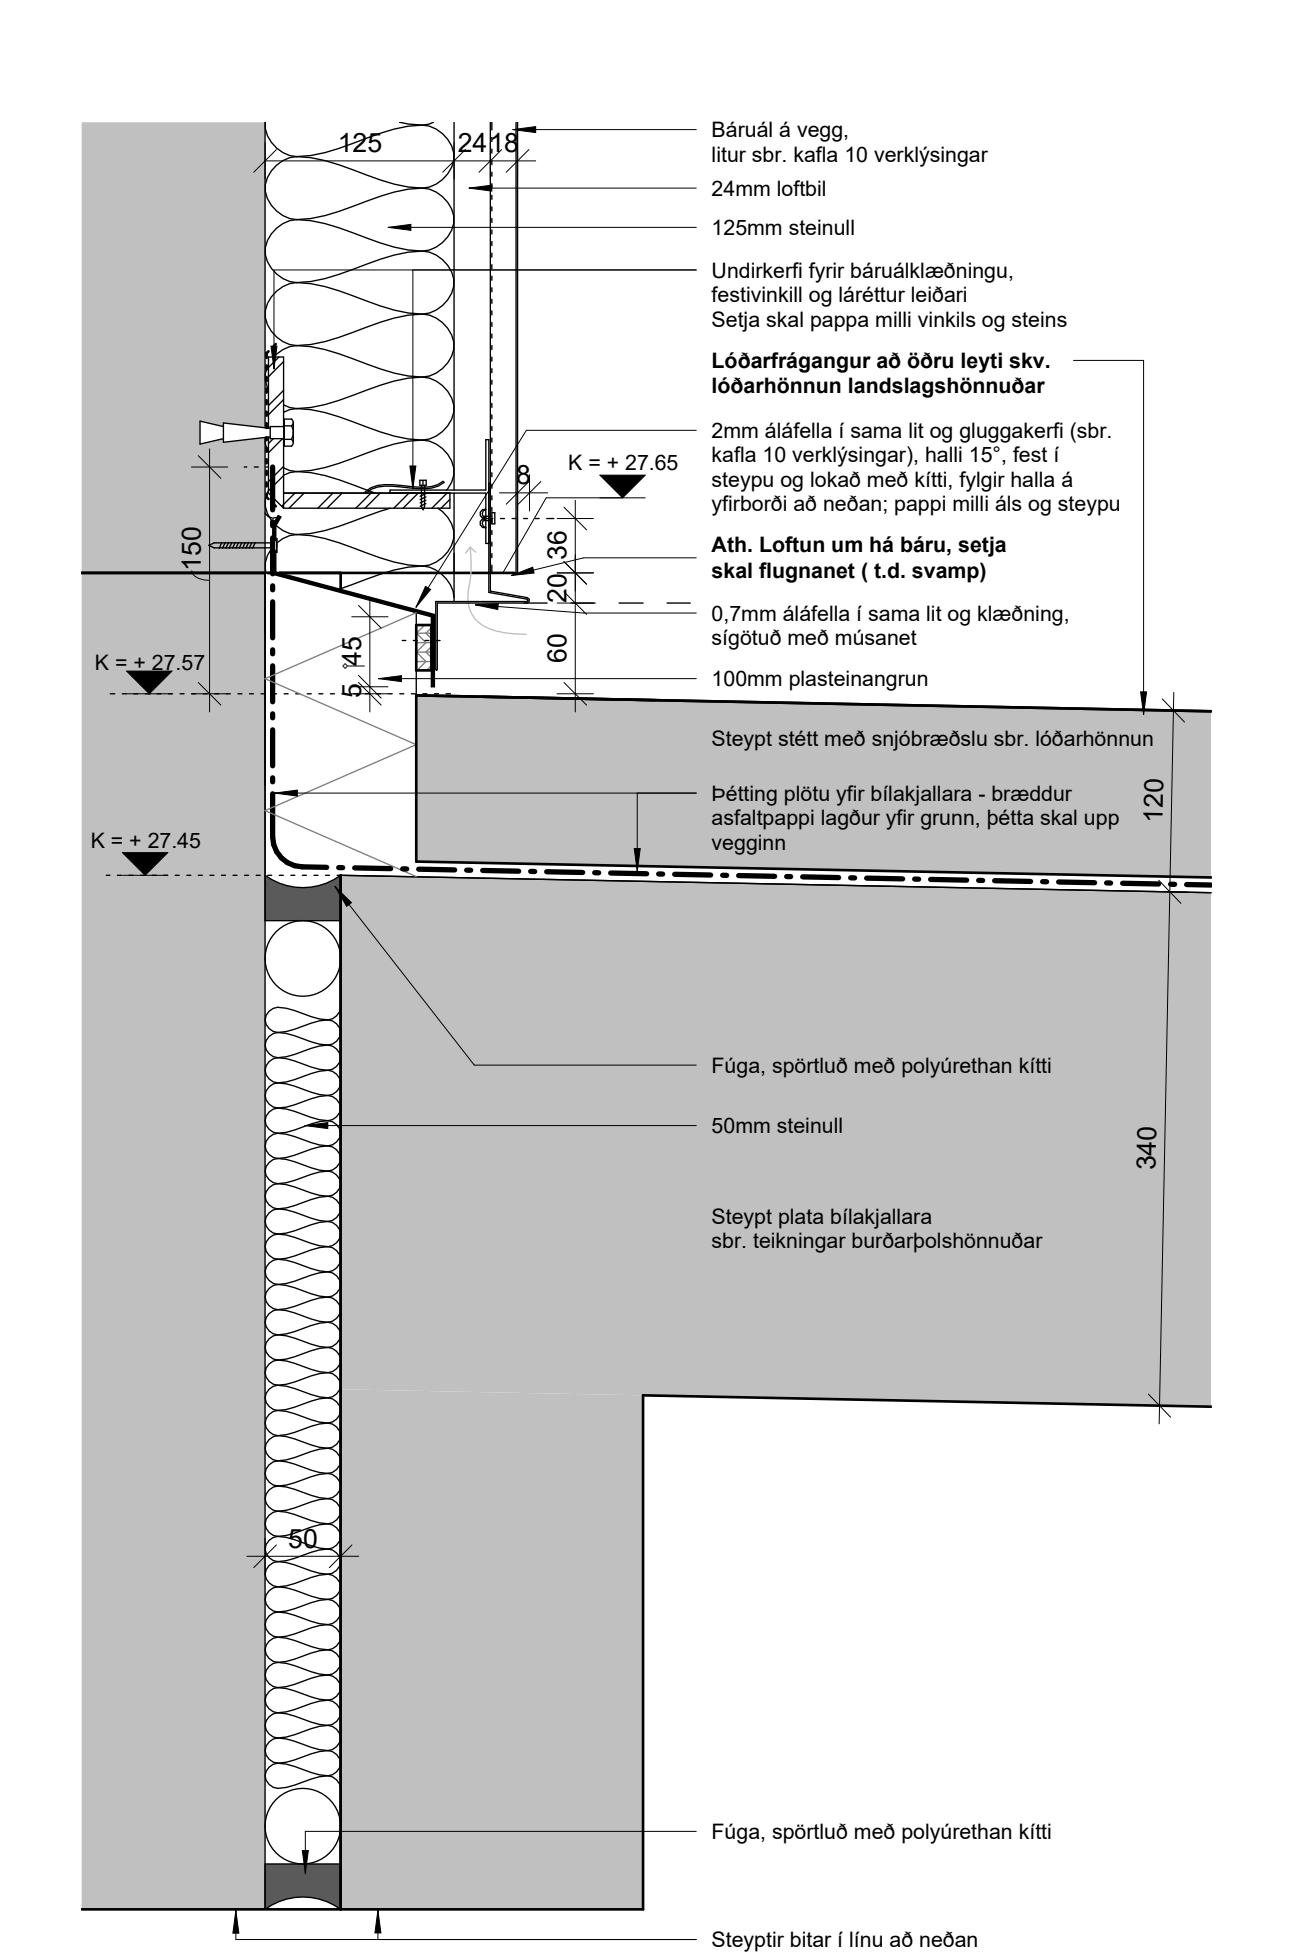 125
24
18
Báruál á vegg,
litur sbr. kafla 10 verklýsingar
24mm loftbil
125mm steinull
Undirkerfi fyrir báruálklæðningu,
festivinkill og láréttur leiðari
Setja skal pappa milli vinkils og steins
Lóðarfrágangur að öðru leyti skv.
lóðarhönnun landslagshönnuðar
2mm áláfella í sama lit og gluggakerfi (sbr.
kafla 10 verklýsingar), halli 15°, fest í
steypu og lokað með kítti, fylgir halla á
yfirborði að neðan; pappi milli áls og steypu
K = + 27.65
8
150
36
20
60
Ath. Loftun um há báru, setja
skal flugnanet ( t.d. svamp)
0,7mm áláfella í sama lit og klæðning,
sígötuð með músanet
K = + 27.57
45
5
100mm plasteinangrun
Steypt stétt með snjóbræðslu sbr. lóðarhönnun
120
Þétting plötu yfir bílakjallara - bræddur
asfaltpappi lagður yfir grunn, þétta skal upp
vegginn
K = + 27.45
Fúga, spörtluð með polyúrethan kítti
50mm steinull
340
Steypt plata bílakjallara
sbr. teikningar burðarþolshönnuðar
50
Fúga, spörtluð með polyúrethan kítti
Steyptir bitar í línu að neðan